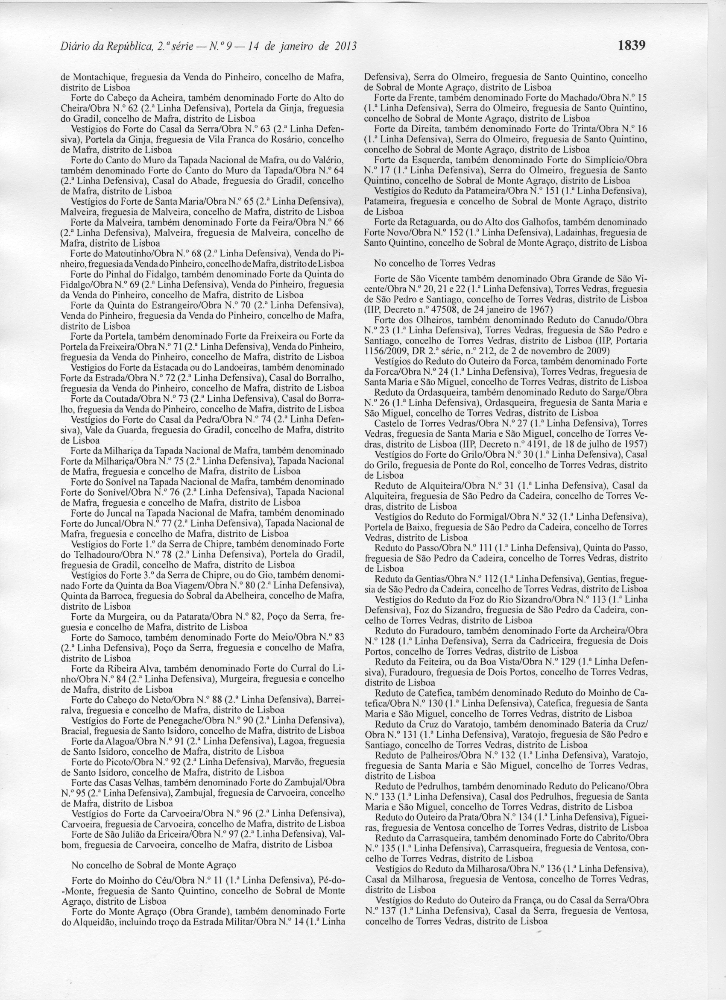 Diário da República, 2.ª série — N.º 9 — 14 de janeiro de 2013
1839
de Montachique, freguesia da Venda do Pinheiro, concelho de Mafra,
distrito de Lisboa
Forte do Cabeço da Acheira, também denominado Forte do Alto do
Cheira/Obra N.º 62 (2.ª Linha Defensiva), Portela da Ginja, freguesia
do Gradil, concelho de Mafra, distrito de Lisboa
Vestígios do Forte do Casal da Serra/Obra N.º 63 (2.ª Linha Defen-
siva), Portela da Ginja, freguesia de Vila Franca do Rosário, concelho
de Mafra, distrito de Lisboa
Forte do Canto do Muro da Tapada Nacional de Mafra, ou do Valério,
também denominado Forte do Canto do Muro da Tapada/Obra N.º 64
(2.ª Linha Defensiva), Casal do Abade, freguesia do Gradil, concelho
de Mafra, distrito de Lisboa
Vestígios do Forte de Santa Maria/Obra N.º 65 (2.ª Linha Defensiva),
Malveira, freguesia de Malveira, concelho de Mafra, distrito de Lisboa
Forte da Malveira, também denominado Forte da Feira/Obra N.º 66
(2.ª Linha Defensiva), Malveira, freguesia de Malveira, concelho de
Mafra, distrito de Lisboa
Forte do Matoutinho/Obra N.º 68 (2.ª Linha Defensiva), Venda do Pi-
nheiro, freguesia da Venda do Pinheiro, concelho de Mafra, distrito de Lisboa
Forte do Pinhal do Fidalgo, também denominado Forte da Quinta do
Fidalgo/Obra N.º 69 (2.ª Linha Defensiva), Venda do Pinheiro, freguesia
da Venda do Pinheiro, concelho de Mafra, distrito de Lisboa
Forte da Quinta do Estrangeiro/Obra N.º 70 (2.ª Linha Defensiva),
Venda do Pinheiro, freguesia da Venda do Pinheiro, concelho de Mafra,
distrito de Lisboa
Forte da Portela, também denominado Forte da Freixeira ou Forte da
Portela da Freixeira/Obra N.º 71 (2.ª Linha Defensiva), Venda do Pinheiro,
freguesia da Venda do Pinheiro, concelho de Mafra, distrito de Lisboa
Vestígios do Forte da Estacada ou do Landoeiras, também denominado
Forte da Estrada/Obra N.º 72 (2.ª Linha Defensiva), Casal do Borralho,
freguesia da Venda do Pinheiro, concelho de Mafra, distrito de Lisboa
Forte da Coutada/Obra N.º 73 (2.ª Linha Defensiva), Casal do Borra-
lho, freguesia da Venda do Pinheiro, concelho de Mafra, distrito de Lisboa
Vestígios do Forte do Casal da Pedra/Obra N.º 74 (2.ª Linha Defen-
siva), Vale da Guarda, freguesia do Gradil, concelho de Mafra, distrito
de Lisboa
Forte da Milhariça da Tapada Nacional de Mafra, também denominado
Forte da Milhariça/Obra N.º 75 (2.ª Linha Defensiva), Tapada Nacional
de Mafra, freguesia e concelho de Mafra, distrito de Lisboa
Forte do Sonível na Tapada Nacional de Mafra, também denominado
Forte do Sonível/Obra N.º 76 (2.ª Linha Defensiva), Tapada Nacional
de Mafra, freguesia e concelho de Mafra, distrito de Lisboa
Forte do Juncal na Tapada Nacional de Mafra, também denominado
Forte do Juncal/Obra N.º 77 (2.ª Linha Defensiva), Tapada Nacional de
Mafra, freguesia e concelho de Mafra, distrito de Lisboa
Vestígios do Forte 1.º da Serra de Chipre, também denominado Forte
do Telhadouro/Obra N.º 78 (2.ª Linha Defensiva), Portela do Gradil,
freguesia de Gradil, concelho de Mafra, distrito de Lisboa
Vestígios do Forte 3.º da Serra de Chipre, ou do Gio, também denomi-
nado Forte da Quinta da Boa Viagem/Obra N.º 80 (2.ª Linha Defensiva),
Quinta da Barroca, freguesia do Sobral da Abelheira, concelho de Mafra,
distrito de Lisboa
Forte da Murgeira, ou da Patarata/Obra N.º 82, Poço da Serra, fre-
guesia e concelho de Mafra, distrito de Lisboa
Forte do Samoco, também denominado Forte do Meio/Obra N.º 83
(2.ª Linha Defensiva), Poço da Serra, freguesia e concelho de Mafra,
distrito de Lisboa
Forte da Ribeira Alva, também denominado Forte do Curral do Li-
nho/Obra N.º 84 (2.ª Linha Defensiva), Murgeira, freguesia e concelho
de Mafra, distrito de Lisboa
Forte do Cabeço do Neto/Obra N.º 88 (2.ª Linha Defensiva), Barrei-
ralva, freguesia e concelho de Mafra, distrito de Lisboa
Vestígios do Forte de Penegache/Obra N.º 90 (2.ª Linha Defensiva),
Bracial, freguesia de Santo Isidoro, concelho de Mafra, distrito de Lisboa
Forte da Alagoa/Obra N.º 91 (2.ª Linha Defensiva), Lagoa, freguesia
de Santo Isidoro, concelho de Mafra, distrito de Lisboa
Forte do Picoto/Obra N.º 92 (2.ª Linha Defensiva), Marvão, freguesia
de Santo Isidoro, concelho de Mafra, distrito de Lisboa
Forte das Casas Velhas, também denominado Forte do Zambujal/Obra
N.º 95 (2.ª Linha Defensiva), Zambujal, freguesia de Carvoeira, concelho
de Mafra, distrito de Lisboa
Vestígios do Forte da Carvoeira/Obra N.º 96 (2.ª Linha Defensiva),
Carvoeira, freguesia de Carvoeira, concelho de Mafra, distrito de Lisboa
Forte de São Julião da Ericeira/Obra N.º 97 (2.ª Linha Defensiva), Val-
bom, freguesia de Carvoeira, concelho de Mafra, distrito de Lisboa
No concelho de Sobral de Monte Agraço
Forte do Moinho do Céu/Obra N.º 11 (1.ª Linha Defensiva), Pé-do-
-Monte, freguesia de Santo Quintino, concelho de Sobral de Monte
Agraço, distrito de Lisboa
Forte do Monte Agraço (Obra Grande), também denominado Forte
do Alqueidão, incluindo troço da Estrada Militar/Obra N.º 14 (1.ª Linha
Defensiva), Serra do Olmeiro, freguesia de Santo Quintino, concelho
de Sobral de Monte Agraço, distrito de Lisboa
Forte da Frente, também denominado Forte do Machado/Obra N.º 15
(1.ª Linha Defensiva), Serra do Olmeiro, freguesia de Santo Quintino,
concelho de Sobral de Monte Agraço, distrito de Lisboa
Forte da Direita, também denominado Forte do Trinta/Obra N.º 16
(1.ª Linha Defensiva), Serra do Olmeiro, freguesia de Santo Quintino,
concelho de Sobral de Monte Agraço, distrito de Lisboa
Forte da Esquerda, também denominado Forte do Simplício/Obra
N.º 17 (1.ª Linha Defensiva), Serra do Olmeiro, freguesia de Santo
Quintino, concelho de Sobral de Monte Agraço, distrito de Lisboa
Vestígios do Reduto da Patameira/Obra N.º 151 (1.ª Linha Defensiva),
Patameira, freguesia e concelho de Sobral de Monte Agraço, distrito
de Lisboa
Forte da Retaguarda, ou do Alto dos Galhofos, também denominado
Forte Novo/Obra N.º 152 (1.ª Linha Defensiva), Ladainhas, freguesia de
Santo Quintino, concelho de Sobral de Monte Agraço, distrito de Lisboa
No concelho de Torres Vedras
Forte de São Vicente também denominado Obra Grande de São Vi-
cente/Obra N.º 20, 21 e 22 (1.ª Linha Defensiva), Torres Vedras, freguesia
de São Pedro e Santiago, concelho de Torres Vedras, distrito de Lisboa
(IIP, Decreto n.º 47508, de 24 janeiro de 1967)
Forte dos Olheiros, também denominado Reduto do Canudo/Obra
N.º 23 (1.ª Linha Defensiva), Torres Vedras, freguesia de São Pedro e
Santiago, concelho de Torres Vedras, distrito de Lisboa (IIP, Portaria
1156/2009, DR 2.ª série, n.º 212, de 2 de novembro de 2009)
Vestígios do Reduto do Outeiro da Forca, também denominado Forte
da Forca/Obra N.º 24 (1.ª Linha Defensiva), Torres Vedras, freguesia de
Santa Maria e São Miguel, concelho de Torres Vedras, distrito de Lisboa
Reduto da Ordasqueira, também denominado Reduto do Sarge/Obra
N.º 26 (1.ª Linha Defensiva), Ordasqueira, freguesia de Santa Maria e
São Miguel, concelho de Torres Vedras, distrito de Lisboa
Castelo de Torres Vedras/Obra N.º 27 (1.ª Linha Defensiva), Torres
Vedras, freguesia de Santa Maria e São Miguel, concelho de Torres Ve-
dras, distrito de Lisboa (IIP, Decreto n.º 4191, de 18 de julho de 1957)
Vestígios do Forte do Grilo/Obra N.º 30 (1.ª Linha Defensiva), Casal
do Grilo, freguesia de Ponte do Rol, concelho de Torres Vedras, distrito
de Lisboa
Reduto de Alquiteira/Obra N.º 31 (1.ª Linha Defensiva), Casal da
Alquiteira, freguesia de São Pedro da Cadeira, concelho de Torres Ve-
dras, distrito de Lisboa
Vestígios do Reduto do Formigal/Obra N.º 32 (1.ª Linha Defensiva),
Portela de Baixo, freguesia de São Pedro da Cadeira, concelho de Torres
Vedras, distrito de Lisboa
Reduto do Passo/Obra N.º 111 (1.ª Linha Defensiva), Quinta do Passo,
freguesia de São Pedro da Cadeira, concelho de Torres Vedras, distrito
de Lisboa
Reduto da Gentias/Obra N.º 112 (1.ª Linha Defensiva), Gentias, fregue-
sia de São Pedro da Cadeira, concelho de Torres Vedras, distrito de Lisboa
Vestígios do Reduto da Foz do Rio Sizandro/Obra N.º 113 (1.ª Linha
Defensiva), Foz do Sizandro, freguesia de São Pedro da Cadeira, con-
celho de Torres Vedras, distrito de Lisboa
Reduto do Furadouro, também denominado Forte da Archeira/Obra
N.º 128 (1.ª Linha Defensiva), Serra da Cadriceira, freguesia de Dois
Portos, concelho de Torres Vedras, distrito de Lisboa
Reduto da Feiteira, ou da Boa Vista/Obra N.º 129 (1.ª Linha Defen-
siva), Furadouro, freguesia de Dois Portos, concelho de Torres Vedras,
distrito de Lisboa
Reduto de Catefica, também denominado Reduto do Moinho de Ca-
tefica/Obra N.º 130 (1.ª Linha Defensiva), Catefica, freguesia de Santa
Maria e São Miguel, concelho de Torres Vedras, distrito de Lisboa
Reduto da Cruz do Varatojo, também denominado Bateria da Cruz/
Obra N.º 131 (1.ª Linha Defensiva), Varatojo, freguesia de São Pedro e
Santiago, concelho de Torres Vedras, distrito de Lisboa
Reduto de Palheiros/Obra N.º 132 (1.ª Linha Defensiva), Varatojo,
freguesia de Santa Maria e São Miguel, concelho de Torres Vedras,
distrito de Lisboa
Reduto de Pedrulhos, também denominado Reduto do Pelicano/Obra
N.º 133 (1.ª Linha Defensiva), Casal dos Pedrulhos, freguesia de Santa
Maria e São Miguel, concelho de Torres Vedras, distrito de Lisboa
Reduto do Outeiro da Prata/Obra N.º 134 (1.ª Linha Defensiva), Figuei-
ras, freguesia de Ventosa concelho de Torres Vedras, distrito de Lisboa
Reduto da Carrasqueira, também denominado Forte do Cabrito/Obra
N.º 135 (1.ª Linha Defensiva), Carrasqueira, freguesia de Ventosa, con-
celho de Torres Vedras, distrito de Lisboa
Vestígios do Reduto da Milharosa/Obra N.º 136 (1.ª Linha Defensiva),
Casal da Milharosa, freguesia de Ventosa, concelho de Torres Vedras,
distrito de Lisboa
Vestígios do Reduto do Outeiro da França, ou do Casal da Serra/Obra
N.º 137 (1.ª Linha Defensiva), Casal da Serra, freguesia de Ventosa,
concelho de Torres Vedras, distrito de Lisboa